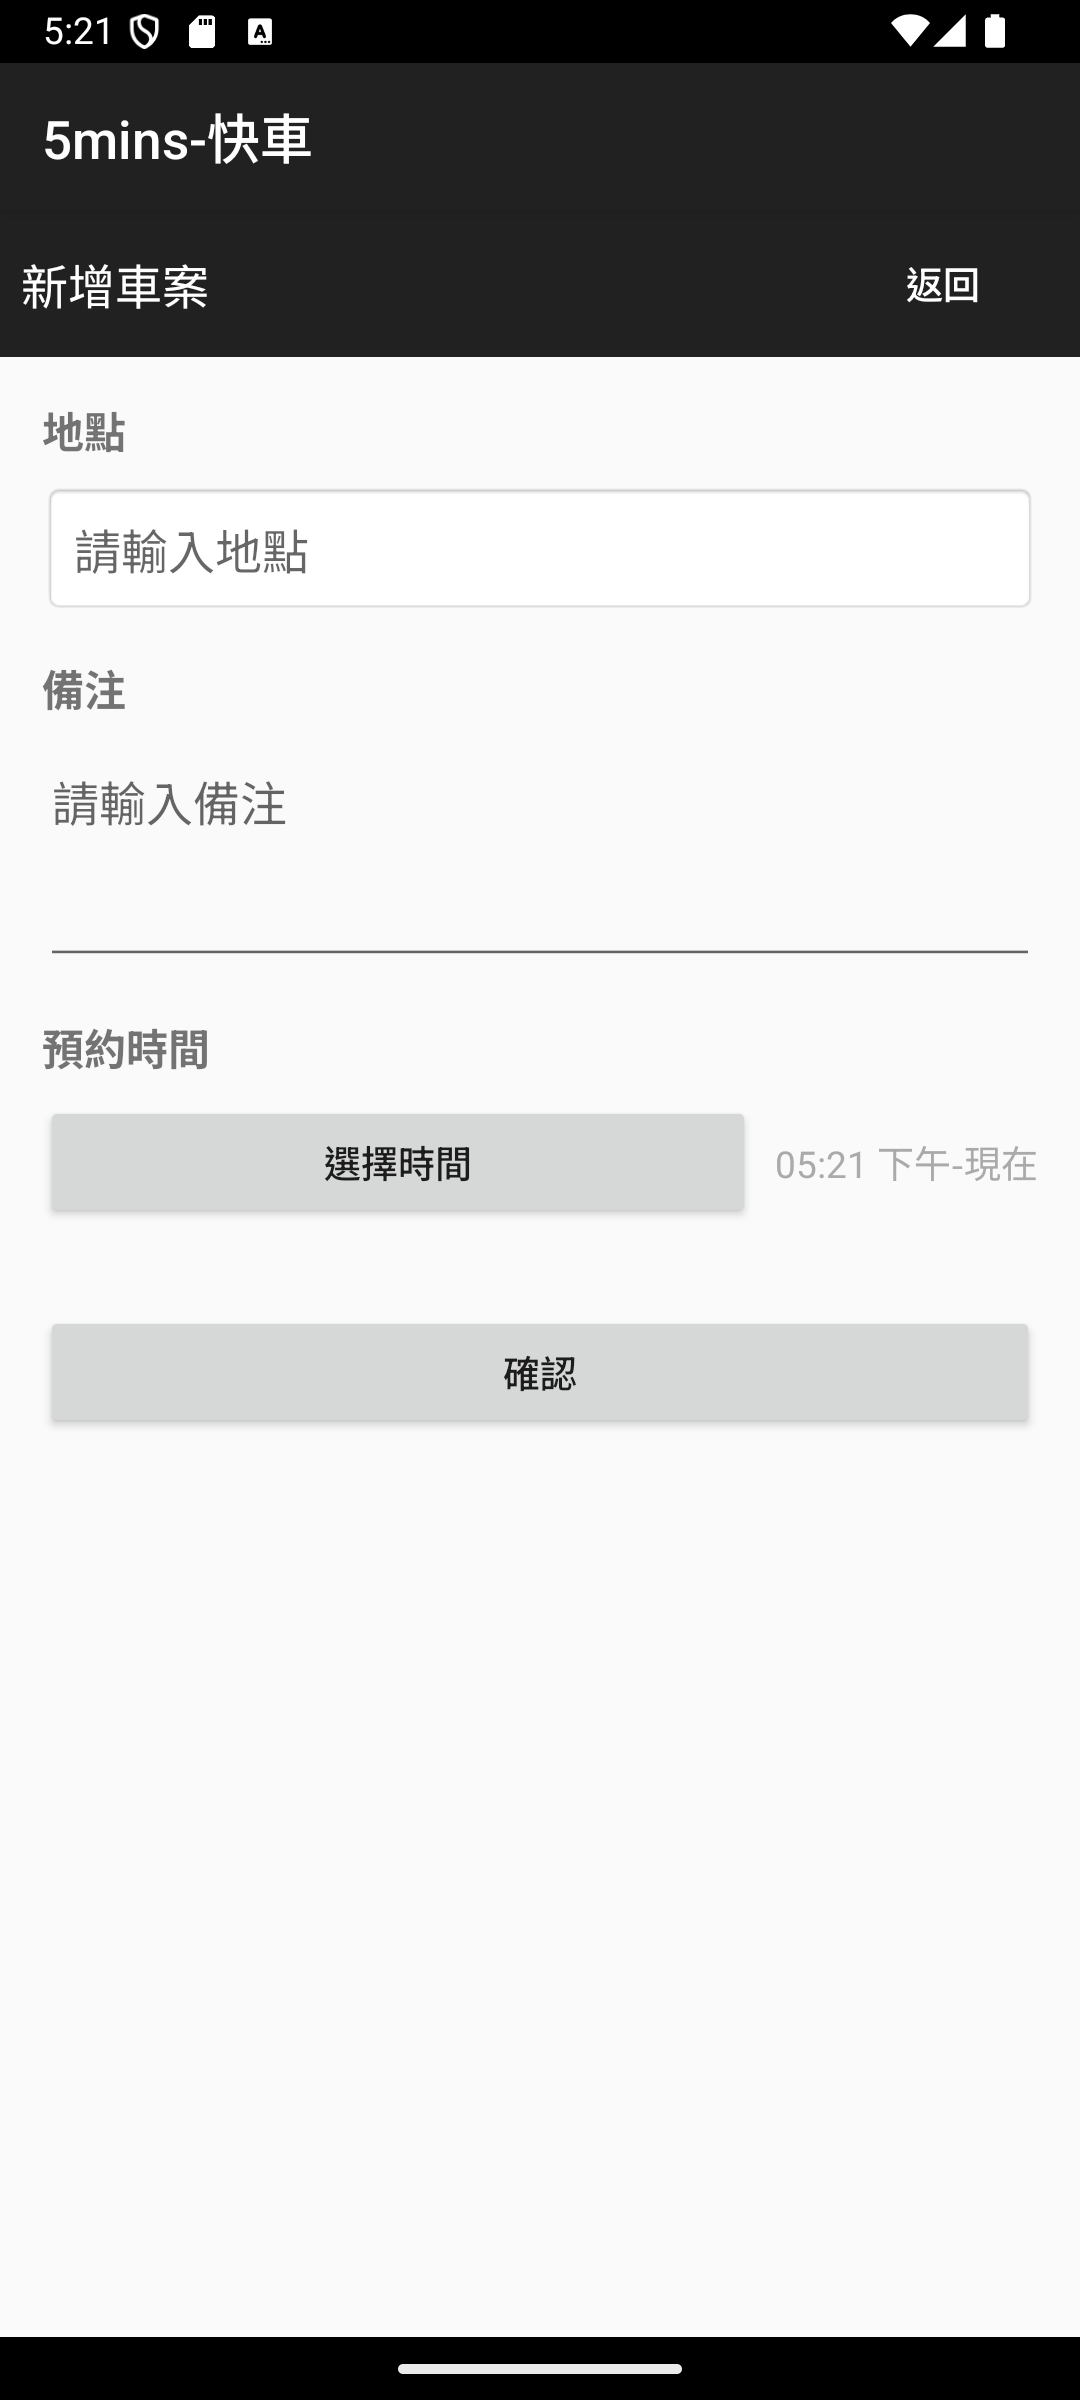 5:21
5mins-快車
新增車案
返回
地點
請輸入地點
備注
請輸入備注
預約時間
選擇時間
05:21 下午-現在
確認